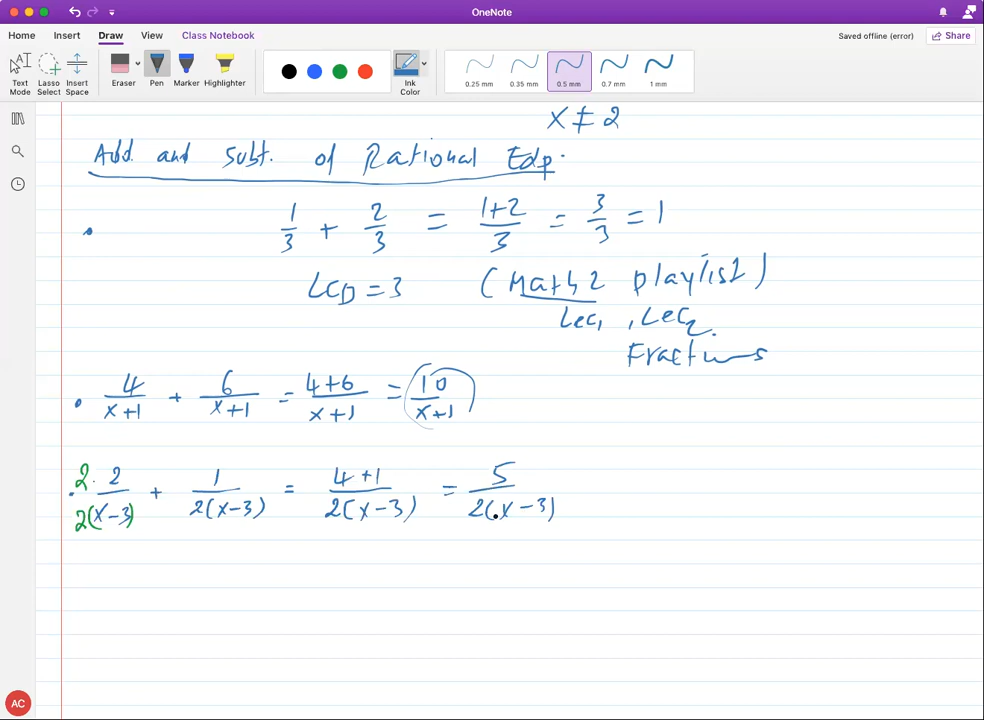 OneNote
Home Insert Draw View Class Notebook
Saved offline (error) Share
Text Mode Lasso Select Insert Space Eraser Pen Marker Highlighter Ink Color 0.25 mm 0.35 mm 0.5 mm 0.7 mm 1 mm
x ≠ 2
Add. and Subt. of Rational Exp.
1/3 + 2/3 = 1+2/3 = 3/3 = 1
LCD = 3 (Math 2 playlist)
Lec1, Lec2.
Fractions
4/x+1 + 6/x+1 = 4+6/x+1 = 10/x+1
2·2/2(x-3) + 1/2(x-3) = 4+1/2(x-3) = 5/2(x-3)
AC